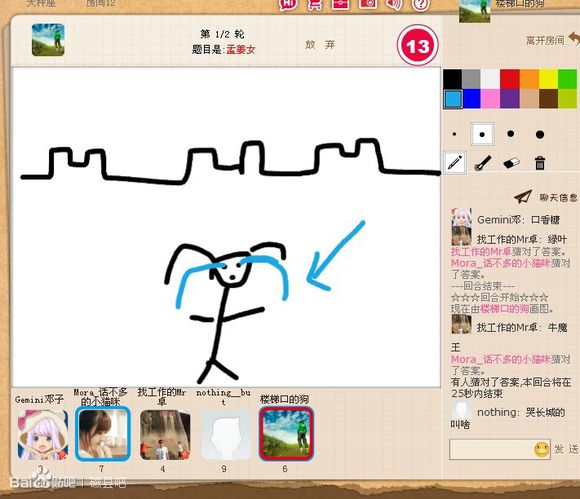 天秤座 房间12
楼梯口的狗
第 1/2 轮
题目是:孟姜女
放 弃
13
离开房间
聊天信息
Gemini邓: 口香糖
找工作的Mr卓: 绿叶
找工作的Mr卓猜对了答案。
Mora_话不多的小猫咪猜对
了答案。
---回合结束---
☆☆☆回合开始☆☆☆
现在由楼梯口的狗画图。
找工作的Mr卓: 牛魔
王
Mora_话不多的小猫咪猜对
了答案。
有人猜对了答案,本回合将在
25秒内结束
nothing: 哭长城的
叫啥
发 送
Gemini邓子
Mora_话不多
的小猫咪
找工作的Mr
卓
nothing_bu
t
楼梯口的狗
0
7
4
9
6
Bai du 贴吧